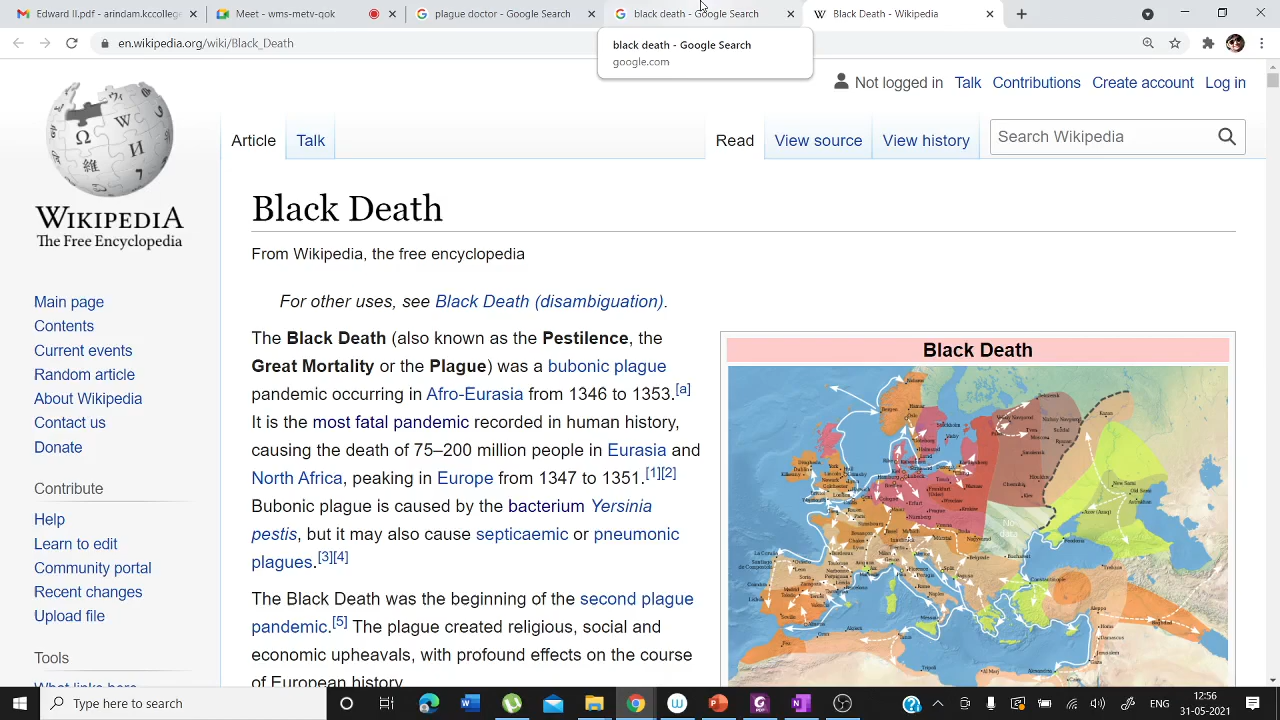 Edward II.pptx - arindam.kcolleg
Meet - wms-metv-qok
plague doctor - Google Search
black death - Google Search
Black Death - Wikipedia
en.wikipedia.org/wiki/Black_Death
black death - Google Search
google.com
Not logged in Talk Contributions Create account Log in
WIKIPEDIA
The Free Encyclopedia
Article Talk Read View source View history Search Wikipedia
Black Death
From Wikipedia, the free encyclopedia
For other uses, see Black Death (disambiguation).
The Black Death (also known as the Pestilence, the
Great Mortality or the Plague) was a bubonic plague
pandemic occurring in Afro-Eurasia from 1346 to 1353.[a]
It is the most fatal pandemic recorded in human history,
causing the death of 75–200 million people in Eurasia and
North Africa, peaking in Europe from 1347 to 1351.[1][2]
Bubonic plague is caused by the bacterium Yersinia
pestis, but it may also cause septicaemic or pneumonic
plagues.[3][4]
The Black Death was the beginning of the second plague
pandemic.[5] The plague created religious, social and
economic upheavals, with profound effects on the course
of European history.
Black Death
Main page
Contents
Current events
Random article
About Wikipedia
Contact us
Donate
Contribute
Help
Learn to edit
Community portal
Recent changes
Upload file
Tools
What links here
Type here to search
ENG
12:56
31-05-2021